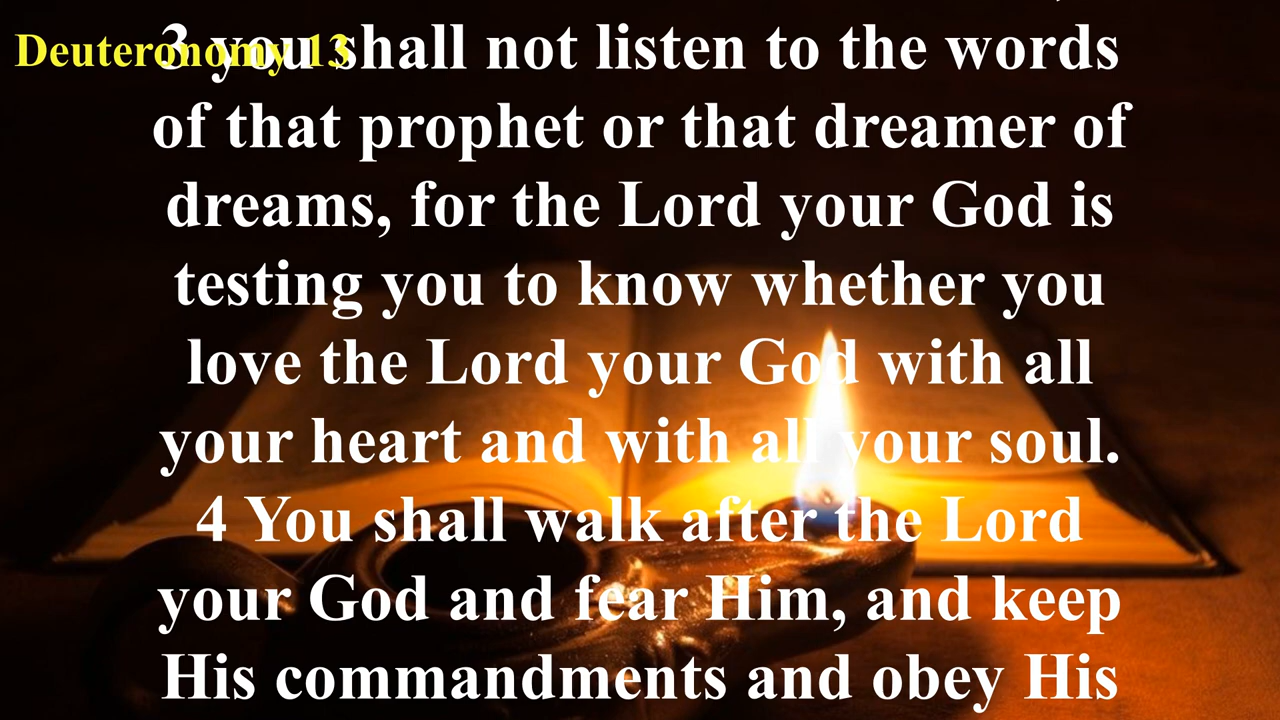 Deuteronomy 13
3 you shall not listen to the words
of that prophet or that dreamer of
dreams, for the Lord your God is
testing you to know whether you
love the Lord your God with all
your heart and with all your soul.
4 You shall walk after the Lord
your God and fear Him, and keep
His commandments and obey His